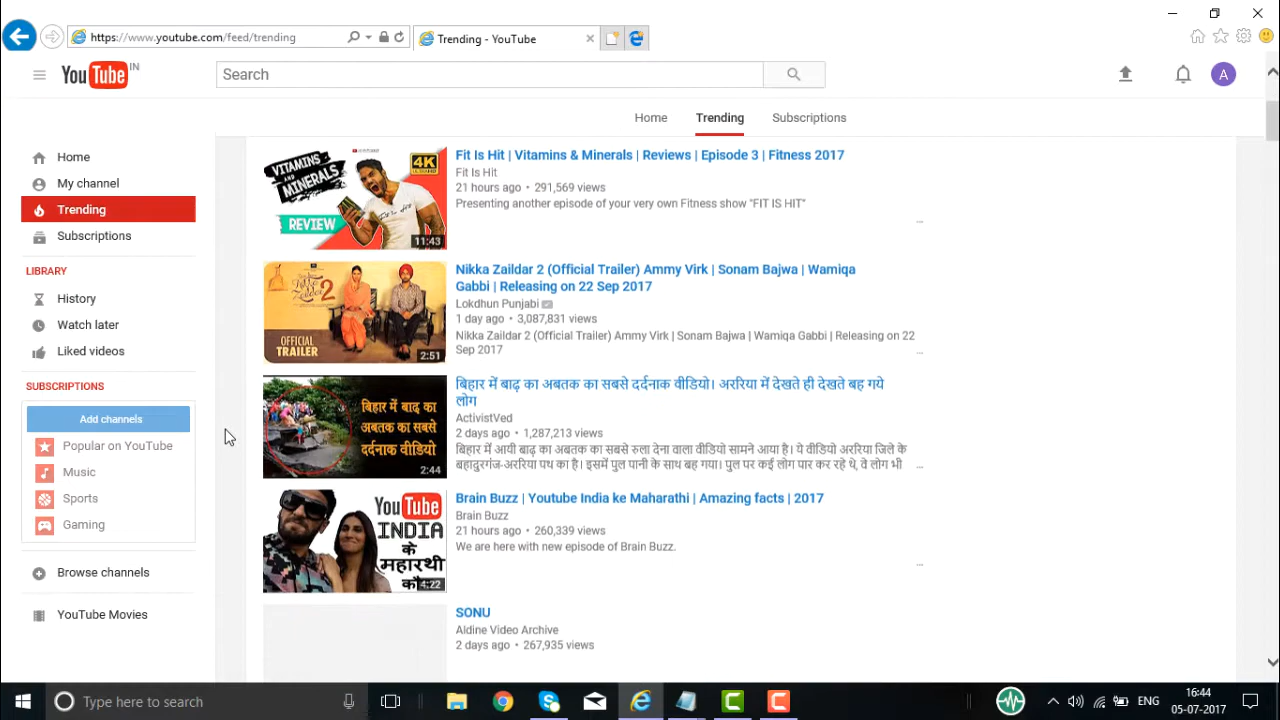 https://www.youtube.com/feed/trending
Trending - YouTube
YouTube IN
Search
A
Home Trending Subscriptions
Home
My channel
Trending
Subscriptions
LIBRARY
History
Watch later
Liked videos
SUBSCRIPTIONS
Add channels
Popular on YouTube
Music
Sports
Gaming
Browse channels
YouTube Movies
VITAMINS
AND
MINERALS
4K
REVIEW
11:43
Fit Is Hit | Vitamins & Minerals | Reviews | Episode 3 | Fitness 2017
Fit Is Hit
21 hours ago • 291,569 views
Presenting another episode of your very own Fitness show "FIT IS HIT"
...
2
OFFICIAL
TRAILER
2:51
Nikka Zaildar 2 (Official Trailer) Ammy Virk | Sonam Bajwa | Wamiqa
Gabbi | Releasing on 22 Sep 2017
Lokdhun Punjabi
1 day ago • 3,087,831 views
Nikka Zaildar 2 (Official Trailer) Ammy Virk | Sonam Bajwa | Wamiqa Gabbi | Releasing on 22
Sep 2017
...
बिहार में बाढ़ का
अबतक का सबसे
दर्दनाक वीडियो
2:44
बिहार में बाढ़ का अबतक का सबसे दर्दनाक वीडियो। अररिया में देखते ही देखते बह गये
लोग
ActivistVed
2 days ago • 1,287,213 views
बिहार में आयी बाढ़ का अबतक का सबसे रुला देना वाला वीडियो सामने आया है। ये वीडियो अररिया जिले के
बहादुरगंज-अररिया पथ का है। इसमें पुल पानी के साथ बह गया। पुल पर कई लोग पार कर रहे थे, वे लोग भी
...
YouTube
INDIA
के
महारथी
कौन
4:22
Brain Buzz | Youtube India ke Maharathi | Amazing facts | 2017
Brain Buzz
21 hours ago • 260,339 views
We are here with new episode of Brain Buzz.
...
SONU
Aldine Video Archive
2 days ago • 267,935 views
Type here to search
ENG
16:44
05-07-2017